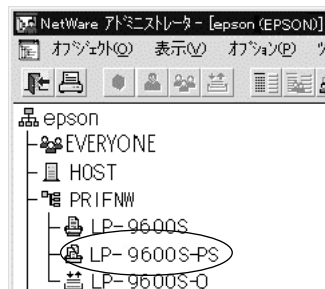 NetWare アドミニストレータ - [epson (EPSON)]
オブジェクト(O) 表示(V) オプション(P)
epson
EVERYONE
HOST
PRIFNW
LP-9600S
LP-9600S-PS
LP-9600S-O